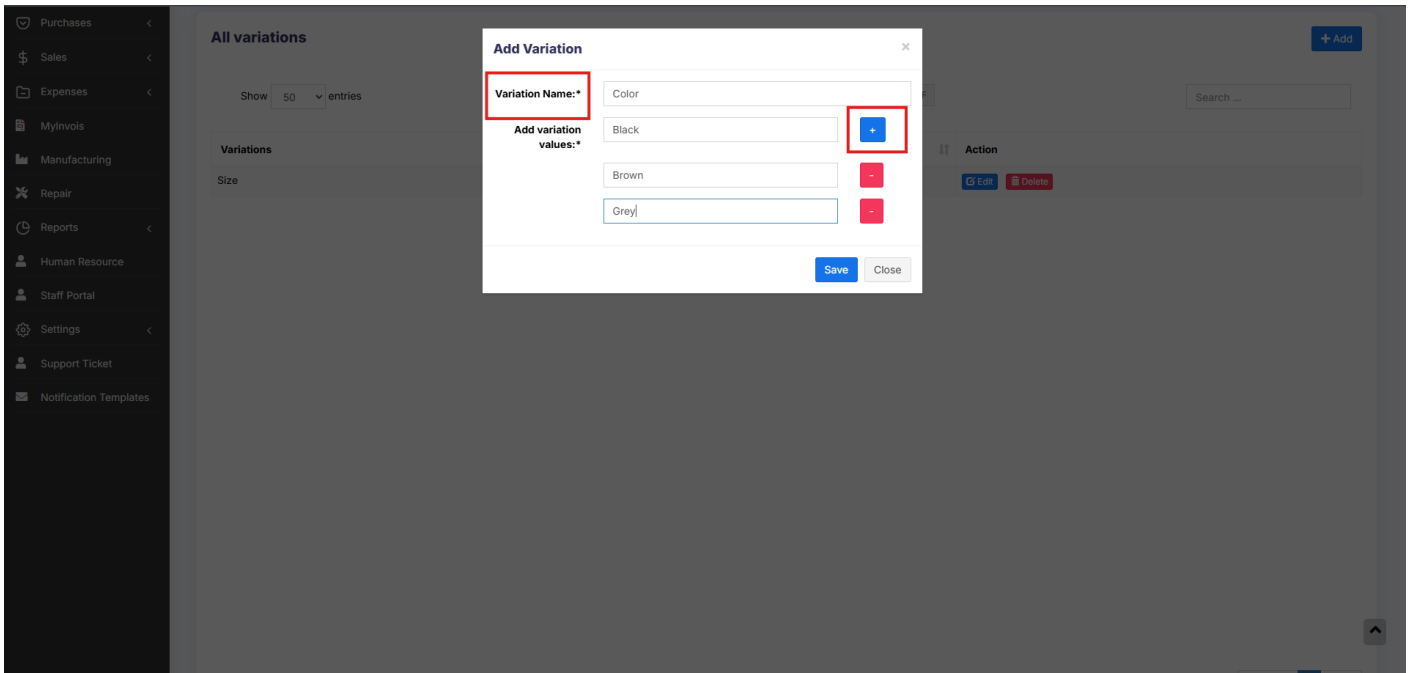 Purchases
Sales
Expenses
MyInvois
Manufacturing
Repair
Reports
Human Resource
Staff Portal
Settings
Support Ticket
Notification Templates
All variations
+ Add
Show 50 entries
Search ...
Variations
Action
Size
Edit Delete
Add Variation
×
Variation Name:*
Color
Add variation
values:*
Black
+
Brown
-
Grey
-
Save Close